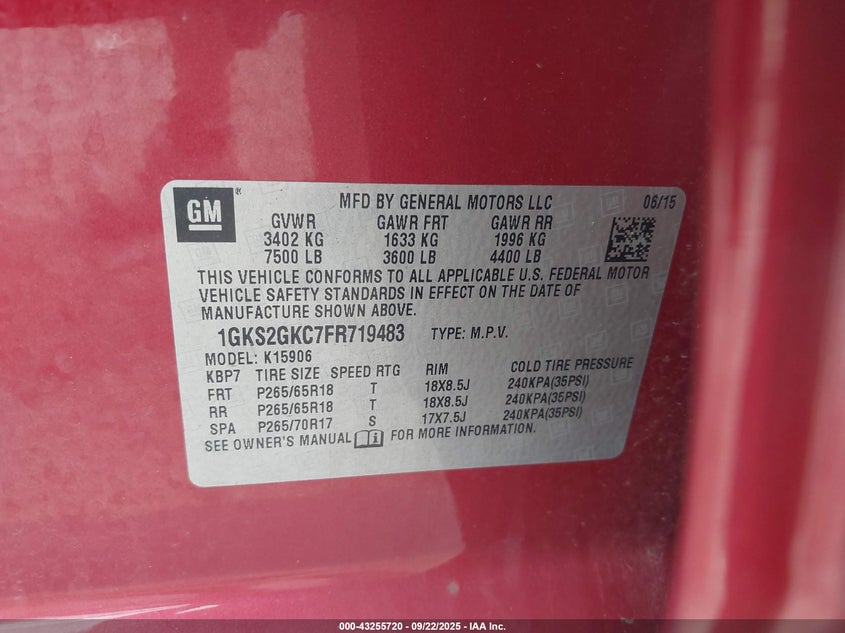 GM ® MFD BY GENERAL MOTORS LLC 06/15
GVWR GAWR FRT GAWR RR
3402 KG 1633 KG 1996 KG
7500 LB 3600 LB 4400 LB
THIS VEHICLE CONFORMS TO ALL APPLICABLE U.S. FEDERAL MOTOR
VEHICLE SAFETY STANDARDS IN EFFECT ON THE DATE OF
MANUFACTURE SHOWN ABOVE.
1GKS2GKC7FR719483 TYPE: M.P.V.
MODEL: K15906
KBP7 TIRE SIZE SPEED RTG RIM COLD TIRE PRESSURE
FRT P265/65R18 T 18X8.5J 240KPA(35PSI)
RR P265/65R18 T 18X8.5J 240KPA(35PSI)
SPA P265/70R17 S 17X7.5J 240KPA(35PSI)
SEE OWNER'S MANUAL FOR MORE INFORMATION.
000-43255720 - 09/22/2025 - IAA Inc.